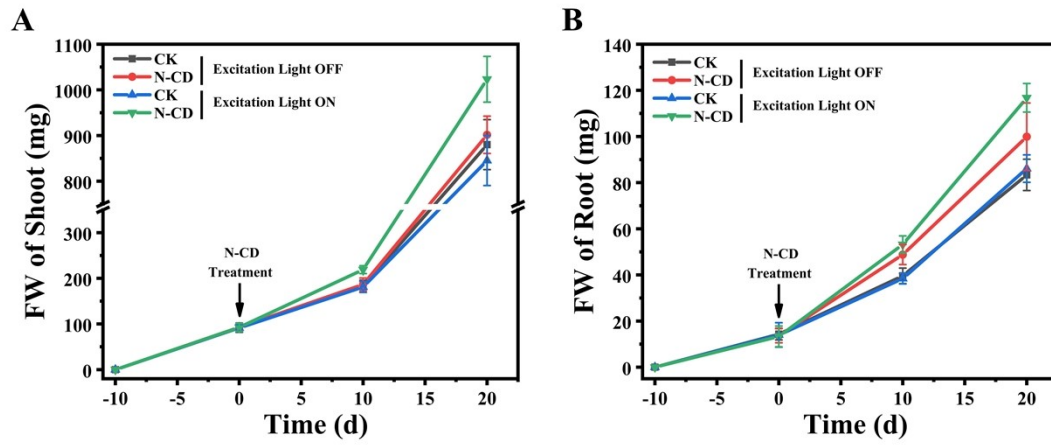 A
FW of Shoot (mg)
1100
1000
900
800
300
200
100
0
CK
N-CD
Excitation Light OFF
CK
N-CD
Excitation Light ON
N-CD
Treatment
-10 -5 0 5 10 15 20
Time (d)
B
FW of Root (mg)
140
120
100
80
60
40
20
0
CK
N-CD
Excitation Light OFF
CK
N-CD
Excitation Light ON
N-CD
Treatment
-10 -5 0 5 10 15 20
Time (d)